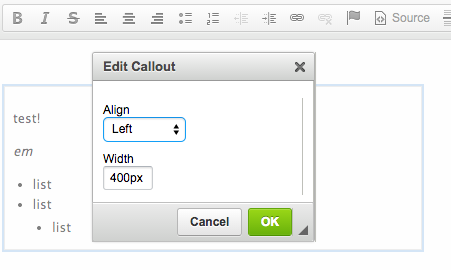 B I S Source
Edit Callout
Align
Left
Width
400px
Cancel OK
test!
em
list
list
list